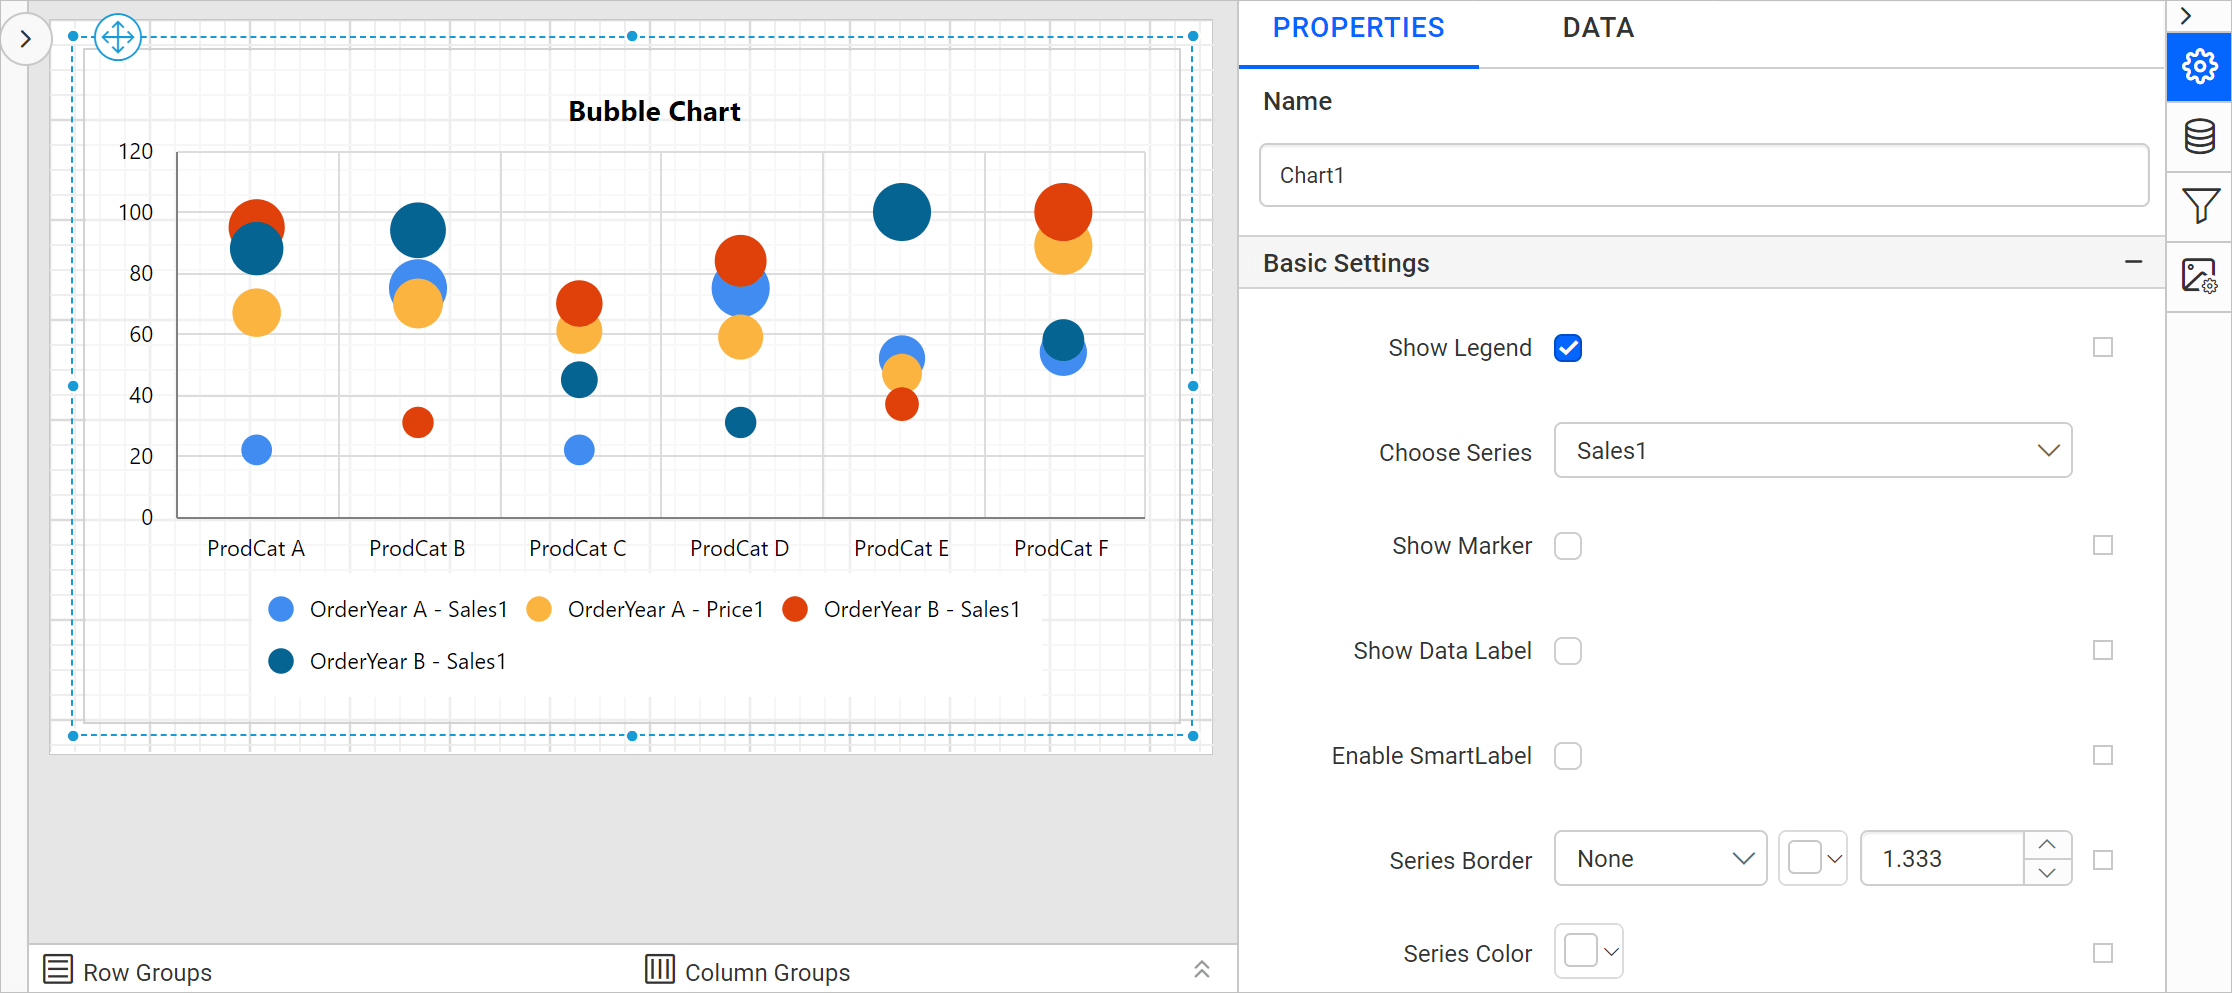 Bubble Chart
120
100
80
60
40
20
0
ProdCat A ProdCat B ProdCat C ProdCat D ProdCat E ProdCat F
OrderYear A - Sales1 OrderYear A - Price1 OrderYear B - Sales1
OrderYear B - Sales1
Row Groups Column Groups
PROPERTIES DATA
Name
Chart1
Basic Settings
Show Legend
Choose Series Sales1
Show Marker
Show Data Label
Enable SmartLabel
Series Border None 1.333
Series Color